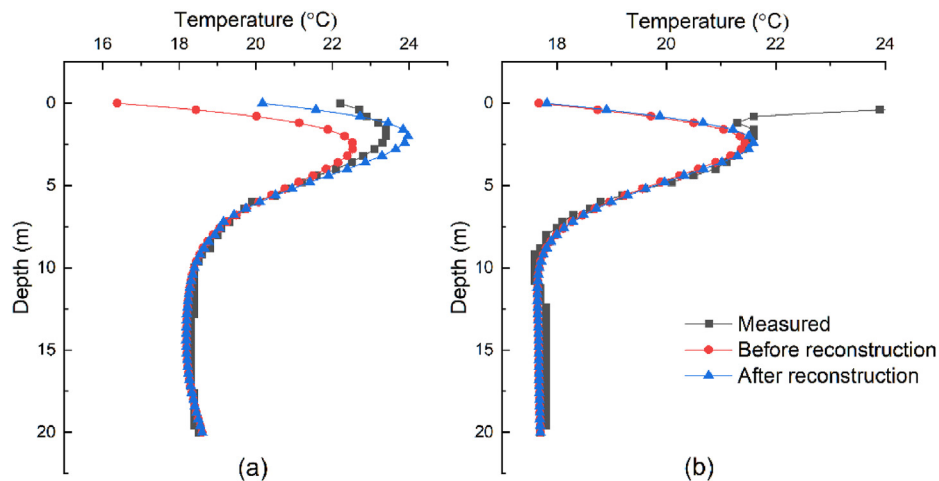 Temperature (°C)
16 18 20 22 24
0
5
10
15
20
Depth (m)
(a)
Temperature (°C)
18 20 22 24
0
5
10
15
20
Depth (m)
Measured
Before reconstruction
After reconstruction
(b)